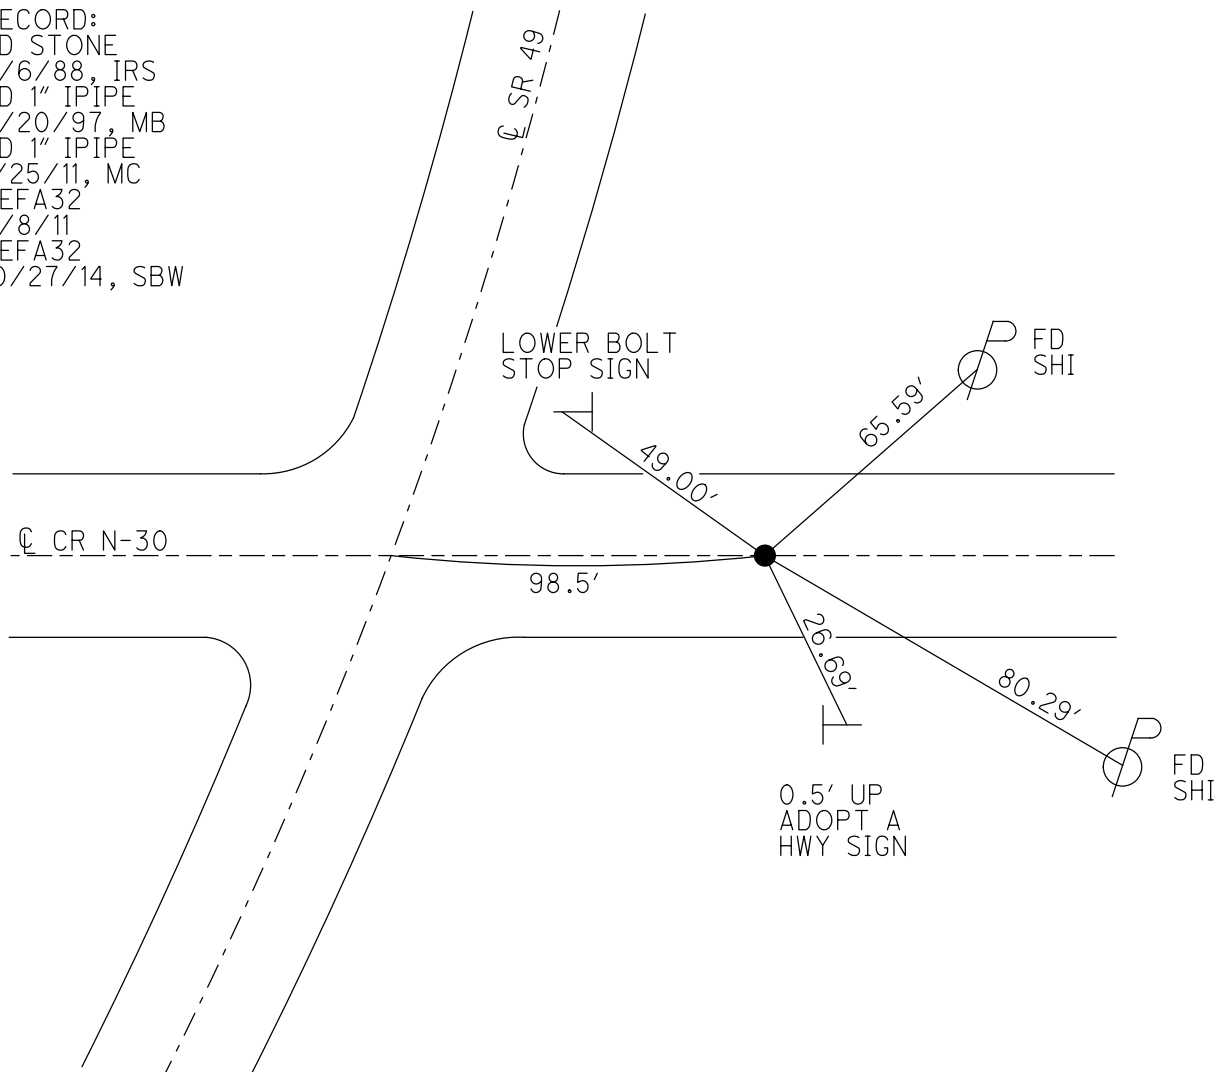 ECORD:
D STONE
/6/88, IRS
D 1" IPIPE
/20/97, MB
D 1" IPIPE
/25/11, MC
EFA32
/8/11
EFA32
0/27/14, SBW
℄ SR 49
LOWER BOLT
STOP SIGN
FD
SHI
65.59'
49.00'
℄ CR N-30
98.5'
26.69'
80.29'
FD
SHI
0.5' UP
ADOPT A
HWY SIGN